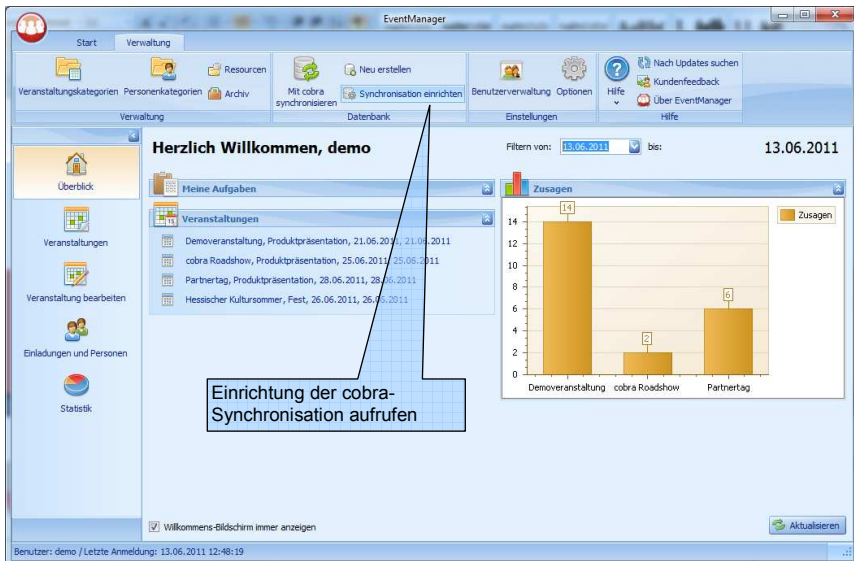 EventManager
Start Verwaltung
Veranstaltungskategorien
Personenkategorien
Resourcen
Archiv
Verwaltung
Mit cobra
synchronisieren
Neu erstellen
Synchronisation einrichten
Datenbank
Benutzerverwaltung
Optionen
Einstellungen
Hilfe
Nach Updates suchen
Kundenfeedback
Über EventManager
Hilfe
Überblick
Veranstaltungen
Veranstaltung bearbeiten
Einladungen und Personen
Statistik
Herzlich Willkommen, demo
Filtern von: 13.06.2011 bis: 13.06.2011
Meine Aufgaben
Veranstaltungen
15
Demoveranstaltung, Produktpräsentation, 21.06.2011, 21.06.2011
cobra Roadshow, Produktpräsentation, 25.06.2011, 25.06.2011
Partnertag, Produktpräsentation, 28.06.2011, 28.06.2011
Hessischer Kultursommer, Fest, 26.06.2011, 26.06.2011
Einrichtung der cobra-
Synchronisation aufrufen
Zusagen
Zusagen
14
12
10
8
6
4
2
0
14
2
6
Demoveranstaltung cobra Roadshow Partnertag
Willkommens-Bildschirm immer anzeigen
Aktualisieren
Benutzer: demo / Letzte Anmeldung: 13.06.2011 12:48:19